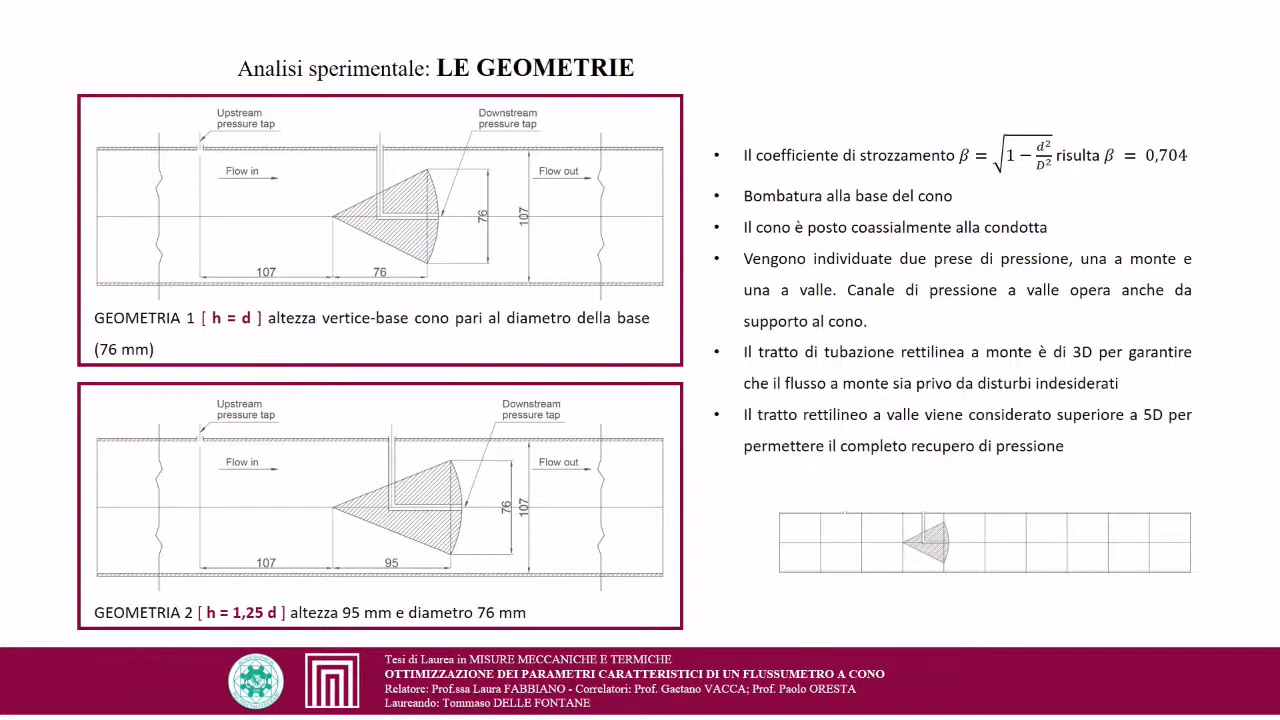 Analisi sperimentale: LE GEOMETRIE
Upstream
pressure tap
Downstream
pressure tap
Flow in
Flow out
76
107
107
76
GEOMETRIA 1 [ h = d ] altezza vertice-base cono pari al diametro della base
(76 mm)
Upstream
pressure tap
Downstream
pressure tap
Flow in
Flow out
76
107
107
95
GEOMETRIA 2 [ h = 1,25 d ] altezza 95 mm e diametro 76 mm
• Il coefficiente di strozzamento β = √(1 − d²/D²) risulta β = 0,704
• Bombatura alla base del cono
• Il cono è posto coassialmente alla condotta
• Vengono individuate due prese di pressione, una a monte e
una a valle. Canale di pressione a valle opera anche da
supporto al cono.
• Il tratto di tubazione rettilinea a monte è di 3D per garantire
che il flusso a monte sia privo da disturbi indesiderati
• Il tratto rettilineo a valle viene considerato superiore a 5D per
permettere il completo recupero di pressione
Tesi di Laurea in MISURE MECCANICHE E TERMICHE
OTTIMIZZAZIONE DEI PARAMETRI CARATTERISTICI DI UN FLUSSUMETRO A CONO
Relatore: Prof.ssa Laura FABBIANO - Correlatori: Prof. Gaetano VACCA; Prof. Paolo ORESTA
Laureando: Tommaso DELLE FONTANE